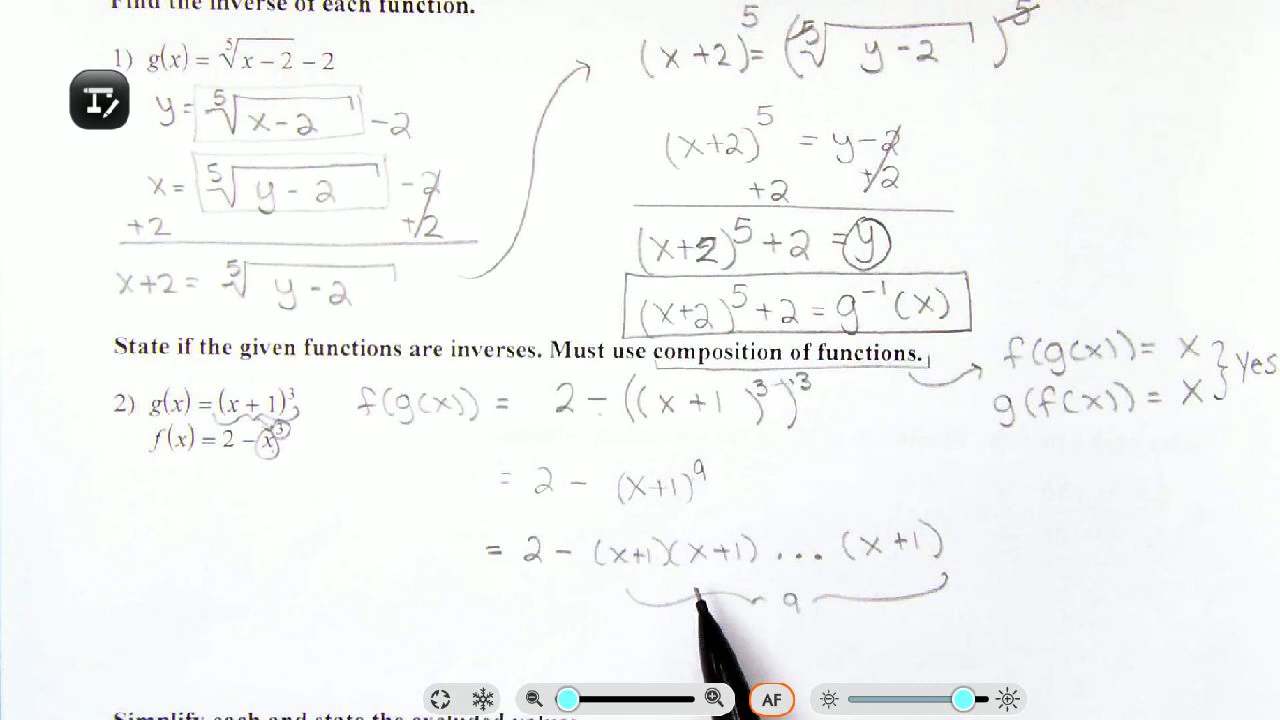 Find the inverse of each function.
1) g(x) = ⁵√(x − 2) − 2
y = ⁵√(x − 2) − 2
x = ⁵√(y − 2) − 2
+2 +2
x + 2 = ⁵√(y − 2)
(x + 2)⁵ = (⁵√(y − 2))⁵
(x + 2)⁵ = y − 2
+2 +2
(x + 2)⁵ + 2 = y
(x + 2)⁵ + 2 = g⁻¹(x)
State if the given functions are inverses. Must use composition of functions.
f(g(x)) = x } Yes
g(f(x)) = x
2) g(x) = (x + 1)³
f(x) = 2 − x³
f(g(x)) = 2 − ((x + 1)³)³
= 2 − (x+1)⁹
= 2 − (x+1)(x+1) ... (x+1)
9
AF